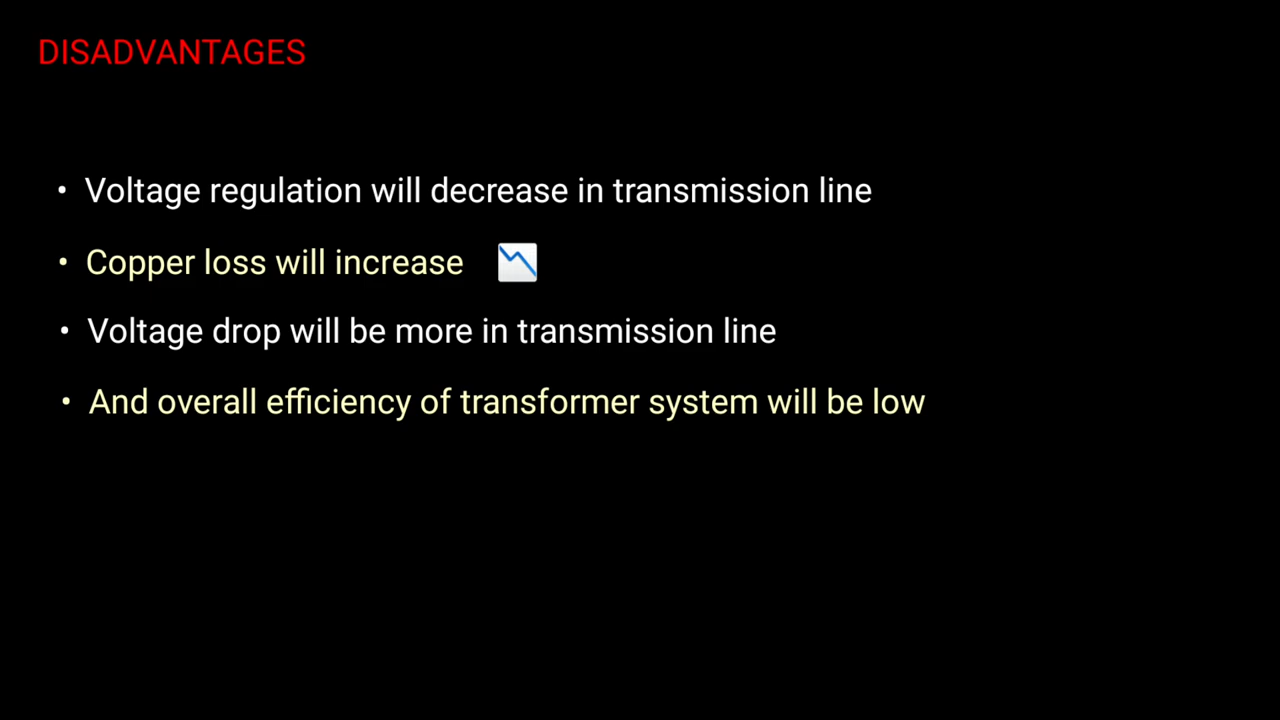 DISADVANTAGES
• Voltage regulation will decrease in transmission line
• Copper loss will increase 📉
• Voltage drop will be more in transmission line
• And overall efficiency of transformer system will be low